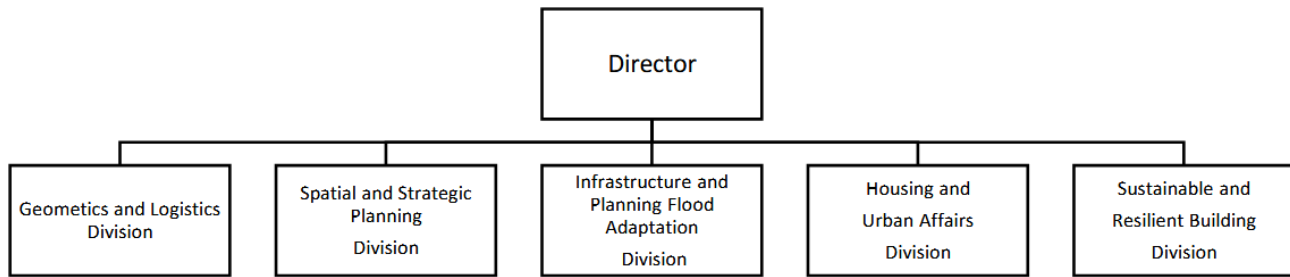 Director
Geometics and Logistics
Division
Spatial and Strategic
Planning
Division
Infrastructure and
Planning Flood
Adaptation
Division
Housing and
Urban Affairs
Division
Sustainable and
Resilient Building
Division